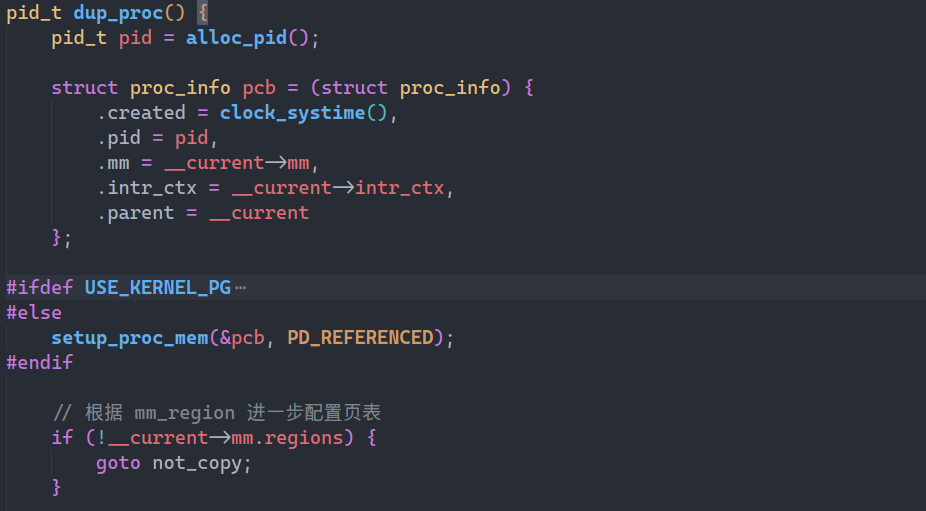 pid_t dup_proc() {
    pid_t pid = alloc_pid();

    struct proc_info pcb = (struct proc_info) {
        .created = clock_systime(),
        .pid = pid,
        .mm = __current->mm,
        .intr_ctx = __current->intr_ctx,
        .parent = __current
    };

#ifdef USE_KERNEL_PG ⋯
#else
    setup_proc_mem(&pcb, PD_REFERENCED);
#endif

    // 根据 mm_region 进一步配置页表
    if (!__current->mm.regions) {
        goto not_copy;
    }